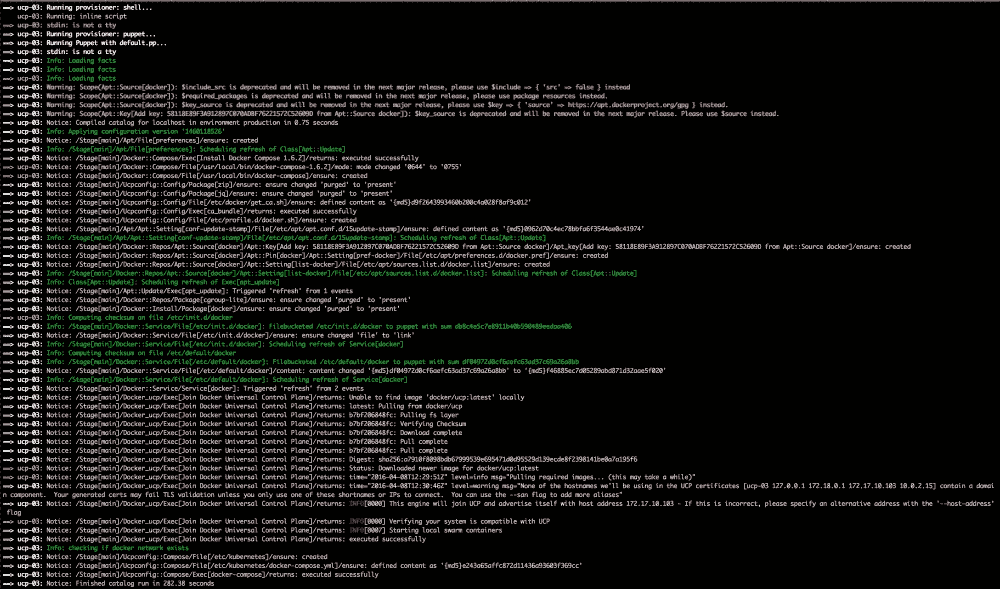 ==> ucp-03: Running provisioner: shell...
    ucp-03: Running: inline script
==> ucp-03: stdin: is not a tty
==> ucp-03: Running provisioner: puppet...
==> ucp-03: Running Puppet with default.pp...
==> ucp-03: stdin: is not a tty
==> ucp-03: Info: Loading facts
==> ucp-03: Info: Loading facts
==> ucp-03: Info: Loading facts
==> ucp-03: Warning: Scope(Apt::Source[docker]): $include_src is deprecated and will be removed in the next major release, please use $include => { 'src' => false } instead
==> ucp-03: Warning: Scope(Apt::Source[docker]): $required_packages is deprecated and will be removed in the next major release, please use package resources instead.
==> ucp-03: Warning: Scope(Apt::Source[docker]): $key_source is deprecated and will be removed in the next major release, please use $key => { 'source' => https://apt.dockerproject.org/gpg } instead.
==> ucp-03: Warning: Scope(Apt::Key[Add key: 58118E89F3A912897C070ADBF76221572C52609D from Apt::Source docker]): $key_source is deprecated and will be removed in the next major release. Please use $source instead.
==> ucp-03: Notice: Compiled catalog for localhost in environment production in 0.75 seconds
==> ucp-03: Info: Applying configuration version '1460118526'
==> ucp-03: Notice: /Stage[main]/Apt/File[preferences]/ensure: created
==> ucp-03: Info: /Stage[main]/Apt/File[preferences]: Scheduling refresh of Class[Apt::Update]
==> ucp-03: Notice: /Stage[main]/Docker::Compose/Exec[Install Docker Compose 1.6.2]/returns: executed successfully
==> ucp-03: Notice: /Stage[main]/Docker::Compose/File[/usr/local/bin/docker-compose-1.6.2]/mode: mode changed '0644' to '0755'
==> ucp-03: Notice: /Stage[main]/Docker::Compose/File[/usr/local/bin/docker-compose]/ensure: created
==> ucp-03: Notice: /Stage[main]/Ucpconfig::Config/Package[zip]/ensure: ensure changed 'purged' to 'present'
==> ucp-03: Notice: /Stage[main]/Ucpconfig::Config/Package[jq]/ensure: ensure changed 'purged' to 'present'
==> ucp-03: Notice: /Stage[main]/Ucpconfig::Config/File[/etc/docker/get_ca.sh]/ensure: defined content as
==> ucp-03: Notice: /Stage[main]/Ucpconfig::Config/Exec[ca_bundle]/returns: executed successfully
==> ucp-03: Notice: /Stage[main]/Ucpconfig::Config/File[/etc/profile.d/docker.sh]/ensure: created
==> ucp-03: Notice: /Stage[main]/Apt/Apt::Setting[conf-update-stamp]/File[/etc/apt/apt.conf.d/15update-stamp]/ensure: defined content as
==> ucp-03: Info: /Stage[main]/Apt/Apt::Setting[conf-update-stamp]/File[/etc/apt/apt.conf.d/15update-stamp]: Scheduling refresh of Class[Apt::Update]
==> ucp-03: Notice: /Stage[main]/Docker::Repos/Apt::Source[docker]/Apt::Key[Add key: 58118E89F3A912897C070ADBF76221572C52609D from Apt::Source docker]/Apt_key[Add key: 58118E89F3A912897C070ADBF76221572C52609D from Apt::Source docker]/ensure: created
==> ucp-03: Notice: /Stage[main]/Docker::Repos/Apt::Source[docker]/Apt::Pin[docker]/Apt::Setting[pref-docker]/File[/etc/apt/preferences.d/docker.pref]/ensure: created
==> ucp-03: Notice: /Stage[main]/Docker::Repos/Apt::Source[docker]/Apt::Setting[list-docker]/File[/etc/apt/sources.list.d/docker.list]/ensure: created
==> ucp-03: Info: /Stage[main]/Docker::Repos/Apt::Source[docker]/Apt::Setting[list-docker]/File[/etc/apt/sources.list.d/docker.list]: Scheduling refresh of Class[Apt::Update]
==> ucp-03: Info: Class[Apt::Update]: Scheduling refresh of Exec[apt_update]
==> ucp-03: Notice: /Stage[main]/Apt::Update/Exec[apt_update]: Triggered 'refresh' from 1 events
==> ucp-03: Notice: /Stage[main]/Docker::Repos/Package[cgroup-lite]/ensure: ensure changed 'purged' to 'present'
==> ucp-03: Notice: /Stage[main]/Docker::Install/Package[docker]/ensure: ensure changed 'purged' to 'present'
==> ucp-03: Info: Computing checksum on file /etc/init.d/docker
==> ucp-03: Info: /Stage[main]/Docker::Service/File[/etc/init.d/docker]: Filebucketed /etc/init.d/docker to puppet with sum
==> ucp-03: Notice: /Stage[main]/Docker::Service/File[/etc/init.d/docker]/ensure: ensure changed 'file' to 'link'
==> ucp-03: Info: /Stage[main]/Docker::Service/File[/etc/init.d/docker]: Scheduling refresh of Service[docker]
==> ucp-03: Info: Computing checksum on file /etc/default/docker
==> ucp-03: Info: /Stage[main]/Docker::Service/File[/etc/default/docker]: Filebucketed /etc/default/docker to puppet with sum
==> ucp-03: Notice: /Stage[main]/Docker::Service/File[/etc/default/docker]/content: content changed
==> ucp-03: Info: /Stage[main]/Docker::Service/File[/etc/default/docker]: Scheduling refresh of Service[docker]
==> ucp-03: Notice: /Stage[main]/Docker::Service/Service[docker]: Triggered 'refresh' from 2 events
==> ucp-03: Notice: /Stage[main]/Docker_ucp/Exec[Join Docker Universal Control Plane]/returns: Unable to find image 'docker/ucp:latest' locally
==> ucp-03: Notice: /Stage[main]/Docker_ucp/Exec[Join Docker Universal Control Plane]/returns: latest: Pulling from docker/ucp
==> ucp-03: Notice: /Stage[main]/Docker_ucp/Exec[Join Docker Universal Control Plane]/returns: b7bf206848fc: Pulling fs layer
==> ucp-03: Notice: /Stage[main]/Docker_ucp/Exec[Join Docker Universal Control Plane]/returns: b7bf206848fc: Verifying Checksum
==> ucp-03: Notice: /Stage[main]/Docker_ucp/Exec[Join Docker Universal Control Plane]/returns: b7bf206848fc: Download complete
==> ucp-03: Notice: /Stage[main]/Docker_ucp/Exec[Join Docker Universal Control Plane]/returns: b7bf206848fc: Pull complete
==> ucp-03: Notice: /Stage[main]/Docker_ucp/Exec[Join Docker Universal Control Plane]/returns: b7bf206848fc: Pull complete
==> ucp-03: Notice: /Stage[main]/Docker_ucp/Exec[Join Docker Universal Control Plane]/returns: Digest:
==> ucp-03: Notice: /Stage[main]/Docker_ucp/Exec[Join Docker Universal Control Plane]/returns: Status: Downloaded newer image for docker/ucp:latest
==> ucp-03: Notice: /Stage[main]/Docker_ucp/Exec[Join Docker Universal Control Plane]/returns: time="2016-04-08T12:29:51Z" level=info msg="Pulling required images... (this may take a while)"
==> ucp-03: Notice: /Stage[main]/Docker_ucp/Exec[Join Docker Universal Control Plane]/returns: time="2016-04-08T12:30:46Z" level=warning msg="None of the hostnames we'll be using in the UCP certificates [ucp-03 127.0.0.1 172.18.0.1 172.17.10.103 10.0.2.15] contain a domai
n component.  Your generated certs may fail TLS validation unless you only use one of these shortnames or IPs to connect.  You can use the --san flag to add more aliases"
==> ucp-03: Notice: /Stage[main]/Docker_ucp/Exec[Join Docker Universal Control Plane]/returns: INFO[0000] This engine will join UCP and advertise itself with host address 172.17.10.103 - If this is incorrect, please specify an alternative address with the '--host-address'
flag
==> ucp-03: Notice: /Stage[main]/Docker_ucp/Exec[Join Docker Universal Control Plane]/returns: INFO[0000] Verifying your system is compatible with UCP
==> ucp-03: Notice: /Stage[main]/Docker_ucp/Exec[Join Docker Universal Control Plane]/returns: INFO[0007] Starting local swarm containers
==> ucp-03: Notice: /Stage[main]/Docker_ucp/Exec[Join Docker Universal Control Plane]/returns: executed successfully
==> ucp-03: Info: checking if docker network exists
==> ucp-03: Notice: /Stage[main]/Ucpconfig::Compose/File[/etc/kubernetes]/ensure: created
==> ucp-03: Notice: /Stage[main]/Ucpconfig::Compose/File[/etc/kubernetes/docker-compose.yml]/ensure: defined content as
==> ucp-03: Notice: /Stage[main]/Ucpconfig::Compose/Exec[docker-compose]/returns: executed successfully
==> ucp-03: Notice: Finished catalog run in 282.38 seconds